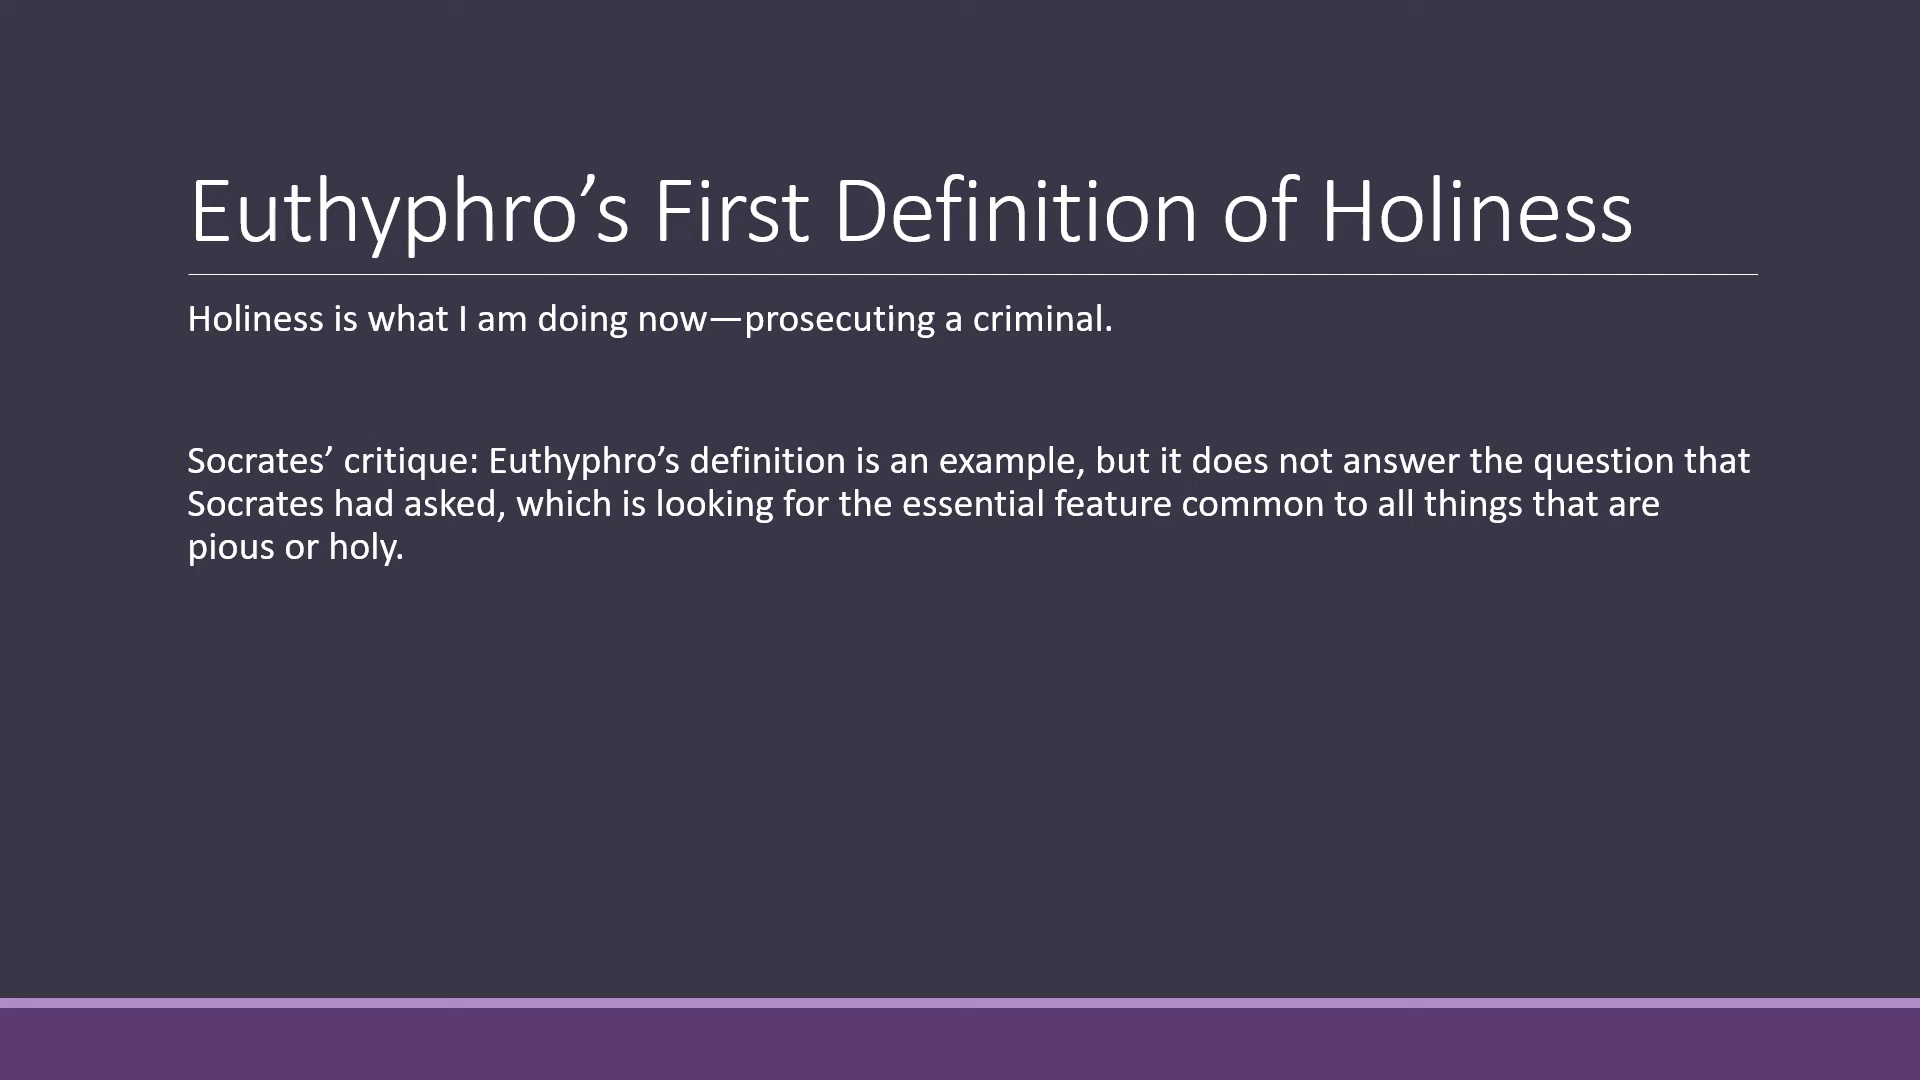 Euthyphro’s First Definition of Holiness
Holiness is what I am doing now—prosecuting a criminal.
Socrates’ critique: Euthyphro’s definition is an example, but it does not answer the question that
Socrates had asked, which is looking for the essential feature common to all things that are
pious or holy.